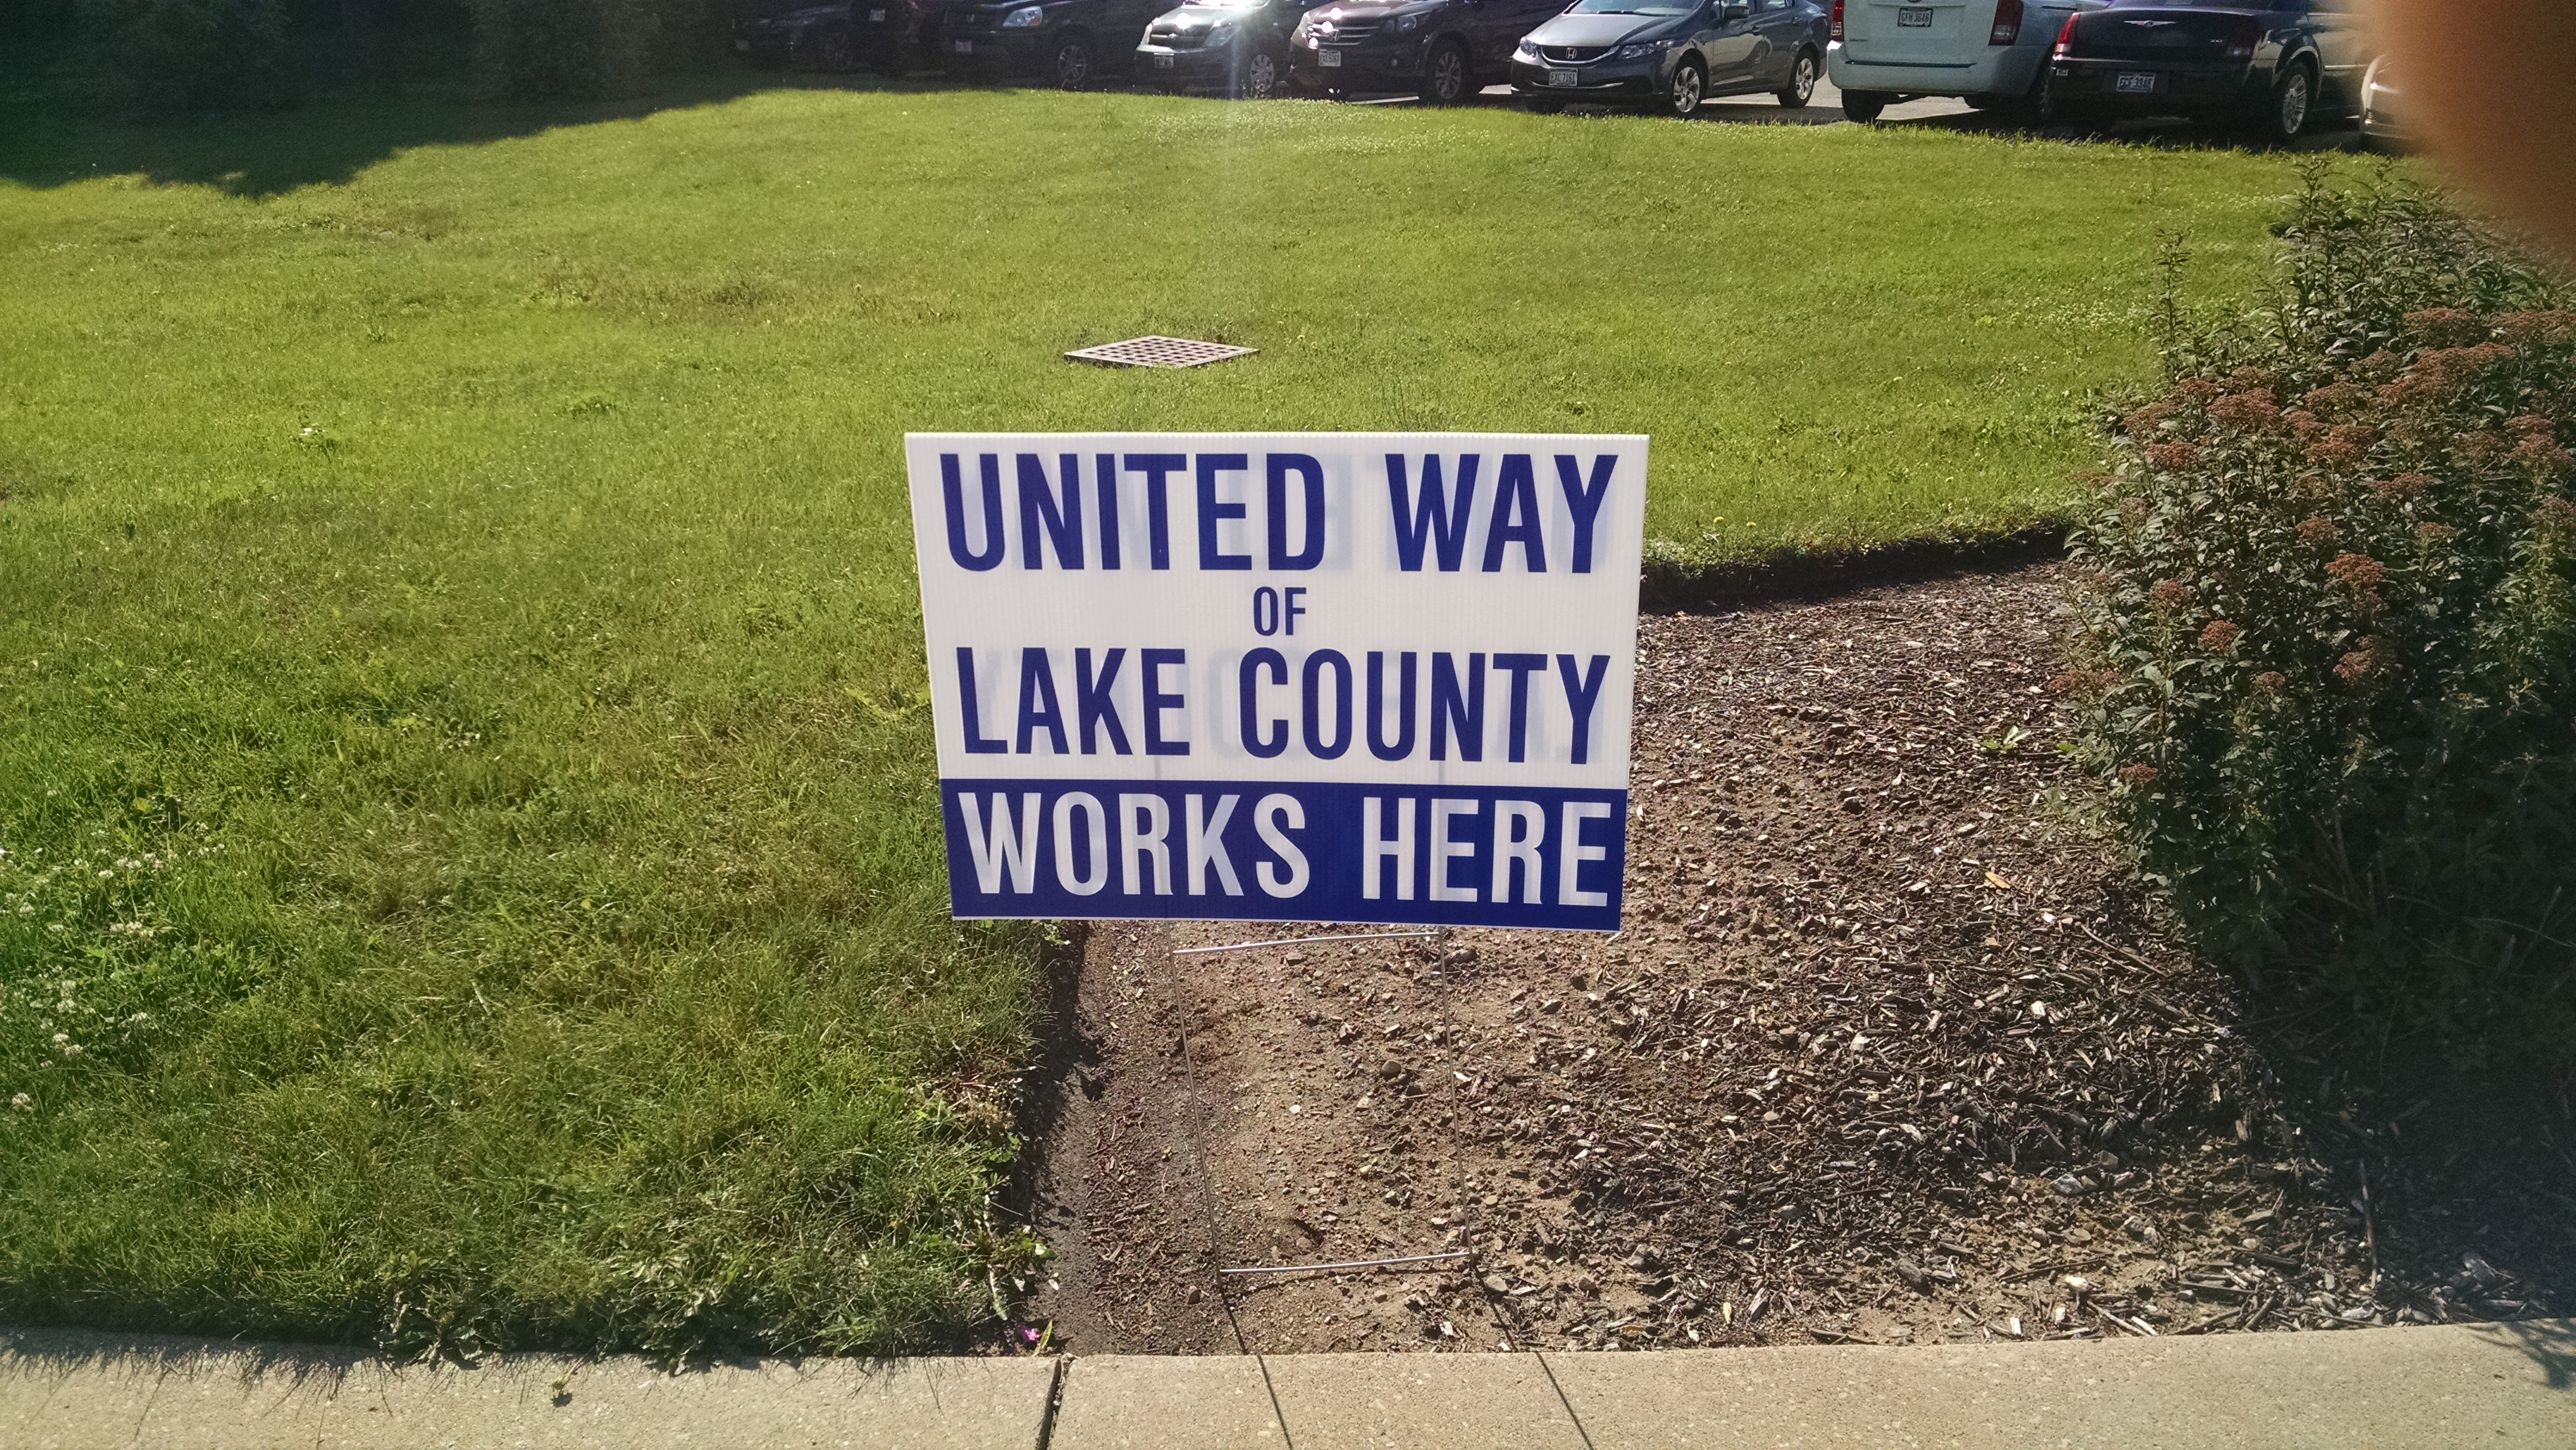 UNITED WAY
OF
LAKE COUNTY
WORKS HERE